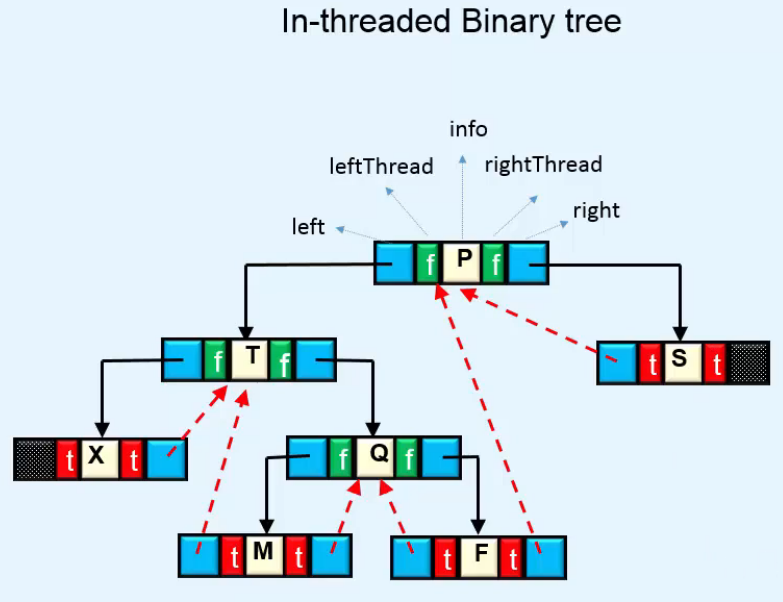 In-threaded Binary tree
info
leftThread rightThread
left right
f P f
f T f
t S t
t X t
f Q f
t M t
t F t